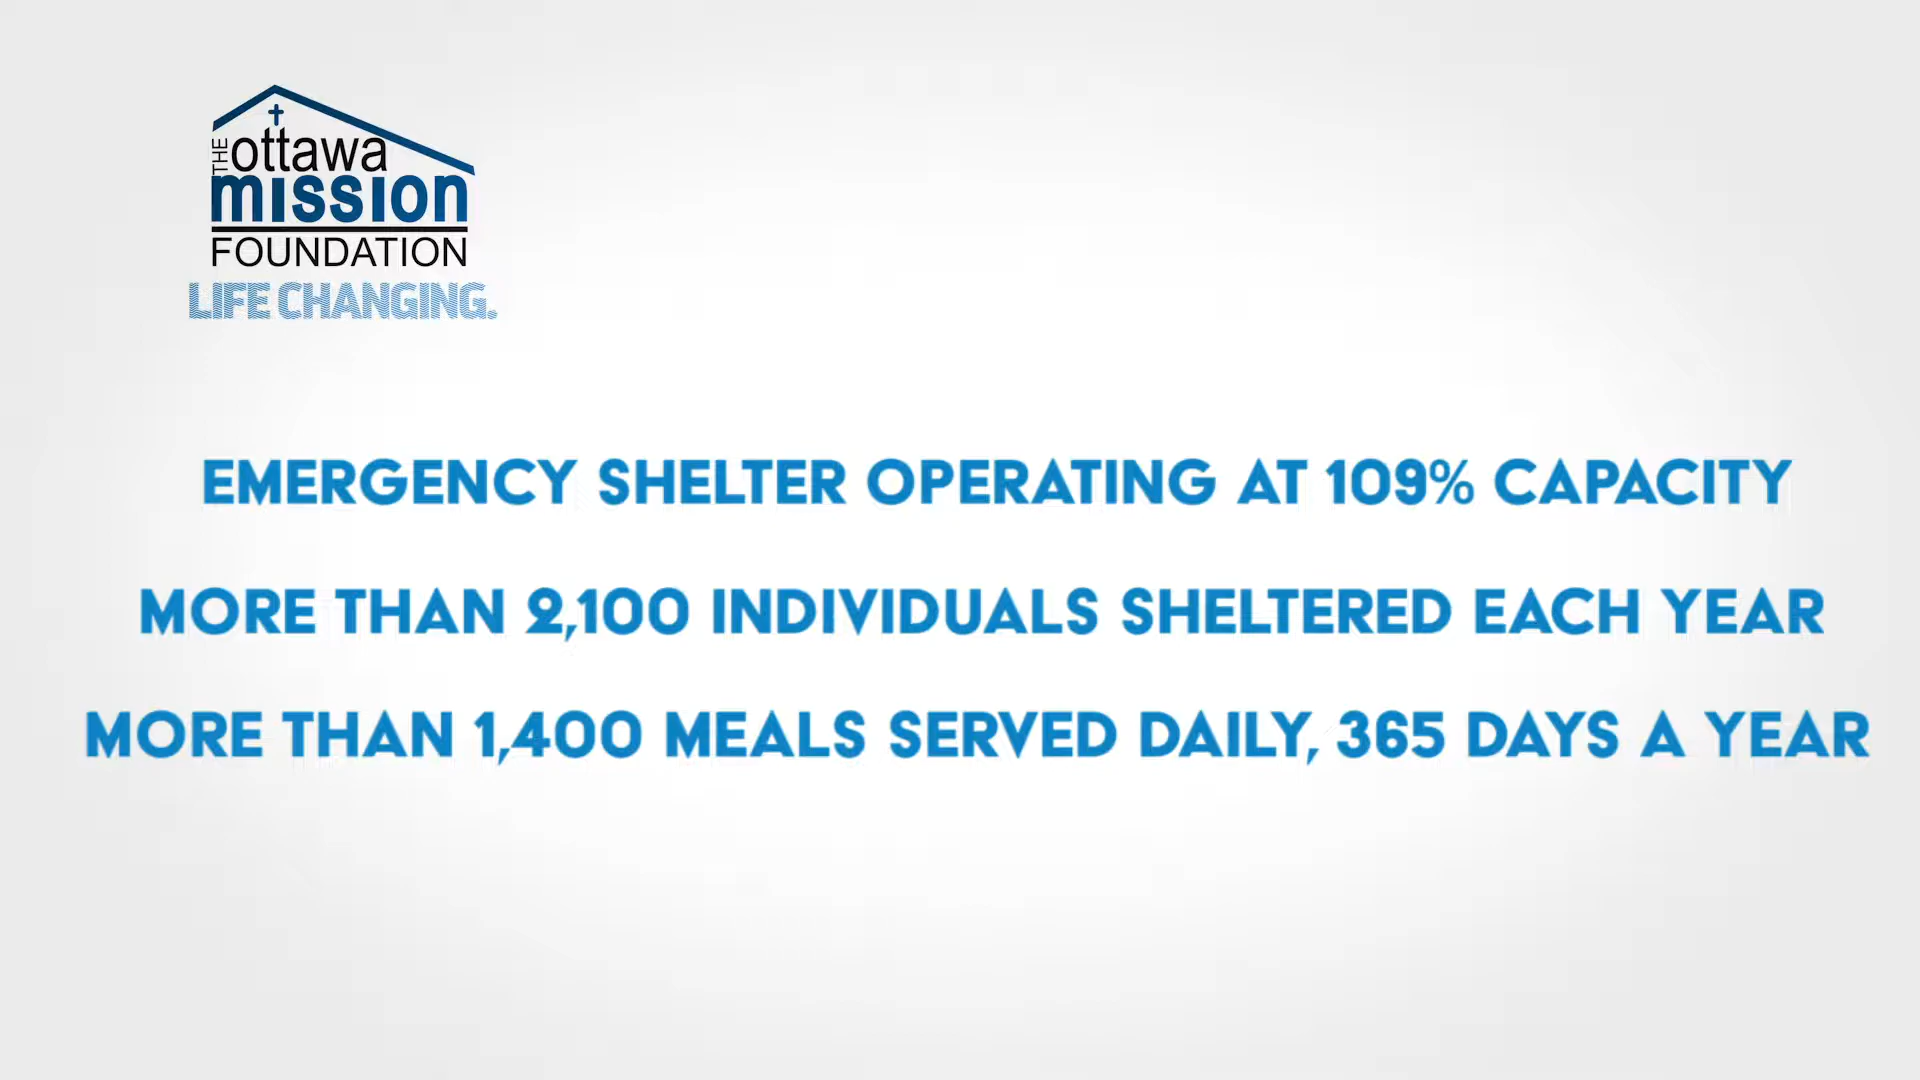 THE ottawa
mission
FOUNDATION
LIFE CHANGING.
EMERGENCY SHELTER OPERATING AT 109% CAPACITY
MORE THAN 2,100 INDIVIDUALS SHELTERED EACH YEAR
MORE THAN 1,400 MEALS SERVED DAILY, 365 DAYS A YEAR